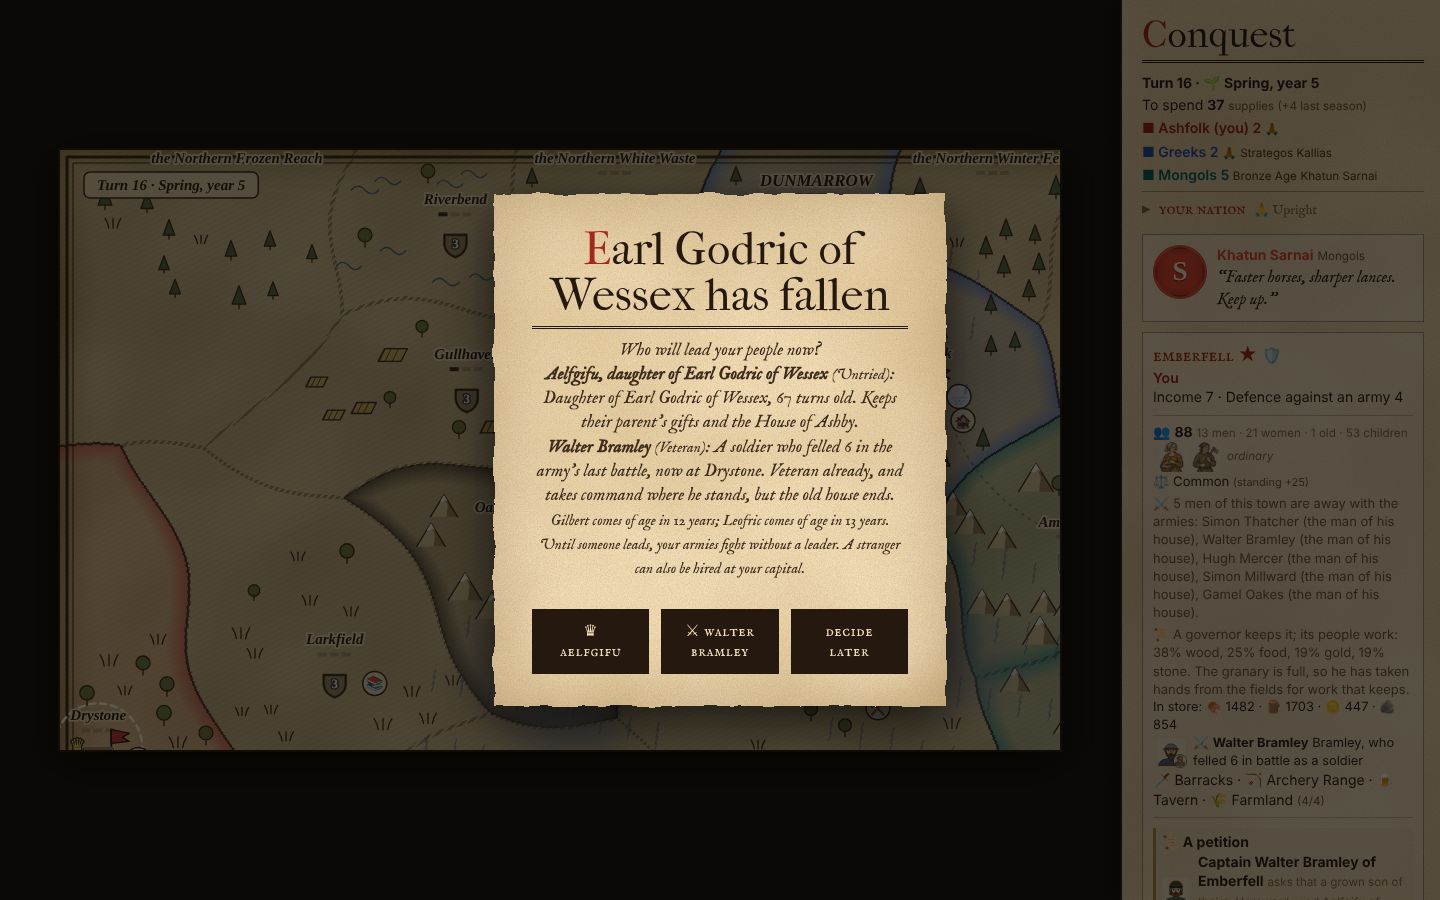 the Northern Frozen Reach
the Northern White Waste
the Northern Winter Fe
Turn 16 · Spring, year 5
DUNMARROW
Riverbend
3
Gullhave
3
Oa
Am
Larkfield
3
Drystone
Earl Godric of
Wessex has fallen
Who will lead your people now?
Aelfgifu, daughter of Earl Godric of Wessex (Untried):
Daughter of Earl Godric of Wessex, 67 turns old. Keeps
their parent's gifts and the House of Ashby.
Walter Bramley (Veteran): A soldier who felled 6 in the
army's last battle, now at Drystone. Veteran already, and
takes command where he stands, but the old house ends.
Gilbert comes of age in 12 years; Leofric comes of age in 13 years.
Until someone leads, your armies fight without a leader. A stranger
can also be hired at your capital.
♛
AELFGIFU
⚔ WALTER
BRAMLEY
DECIDE
LATER
Conquest
Turn 16 · 🌱 Spring, year 5
To spend 37 supplies (+4 last season)
Ashfolk (you) 2 🙏
Greeks 2 🙏 Strategos Kallias
Mongols 5 Bronze Age Khatun Sarnai
▶ YOUR NATION 🙏 Upright
S
Khatun Sarnai Mongols
“Faster horses, sharper lances.
Keep up.”
EMBERFELL ★ 🛡️
You
Income 7 · Defence against an army 4
👥 88 13 men · 21 women · 1 old · 53 children
ordinary
⚖️ Common (standing +25)
⚔️ 5 men of this town are away with the
armies: Simon Thatcher (the man of his
house), Walter Bramley (the man of his
house), Hugh Mercer (the man of his
house), Simon Millward (the man of his
house), Gamel Oakes (the man of his
house).
📜 A governor keeps it; its people work:
38% wood, 25% food, 19% gold, 19%
stone. The granary is full, so he has taken
hands from the fields for work that keeps.
In store: 🍖 1482 · 🪵 1703 · 🪙 447 · 🪨
854
⚔️ Walter Bramley Bramley, who
felled 6 in battle as a soldier
🗡️ Barracks · 🏹 Archery Range · 🍺
Tavern · 🌾 Farmland (4/4)
📜 A petition
Captain Walter Bramley of
Emberfell asks that a grown son of